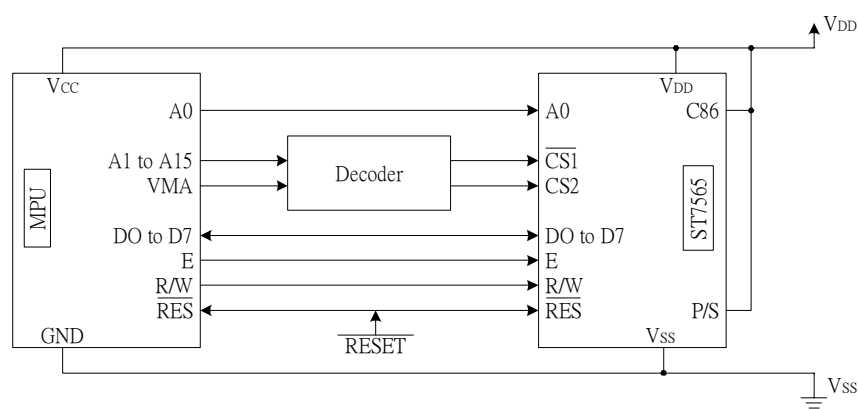 VDD
VCC
VDD
A0
A0
C86
A1 to A15
Decoder
CS1
VMA
CS2
MPU
ST7565
DO to D7
DO to D7
E
E
R/W
R/W
RES
RES
P/S
RESET
GND
VSS
VSS